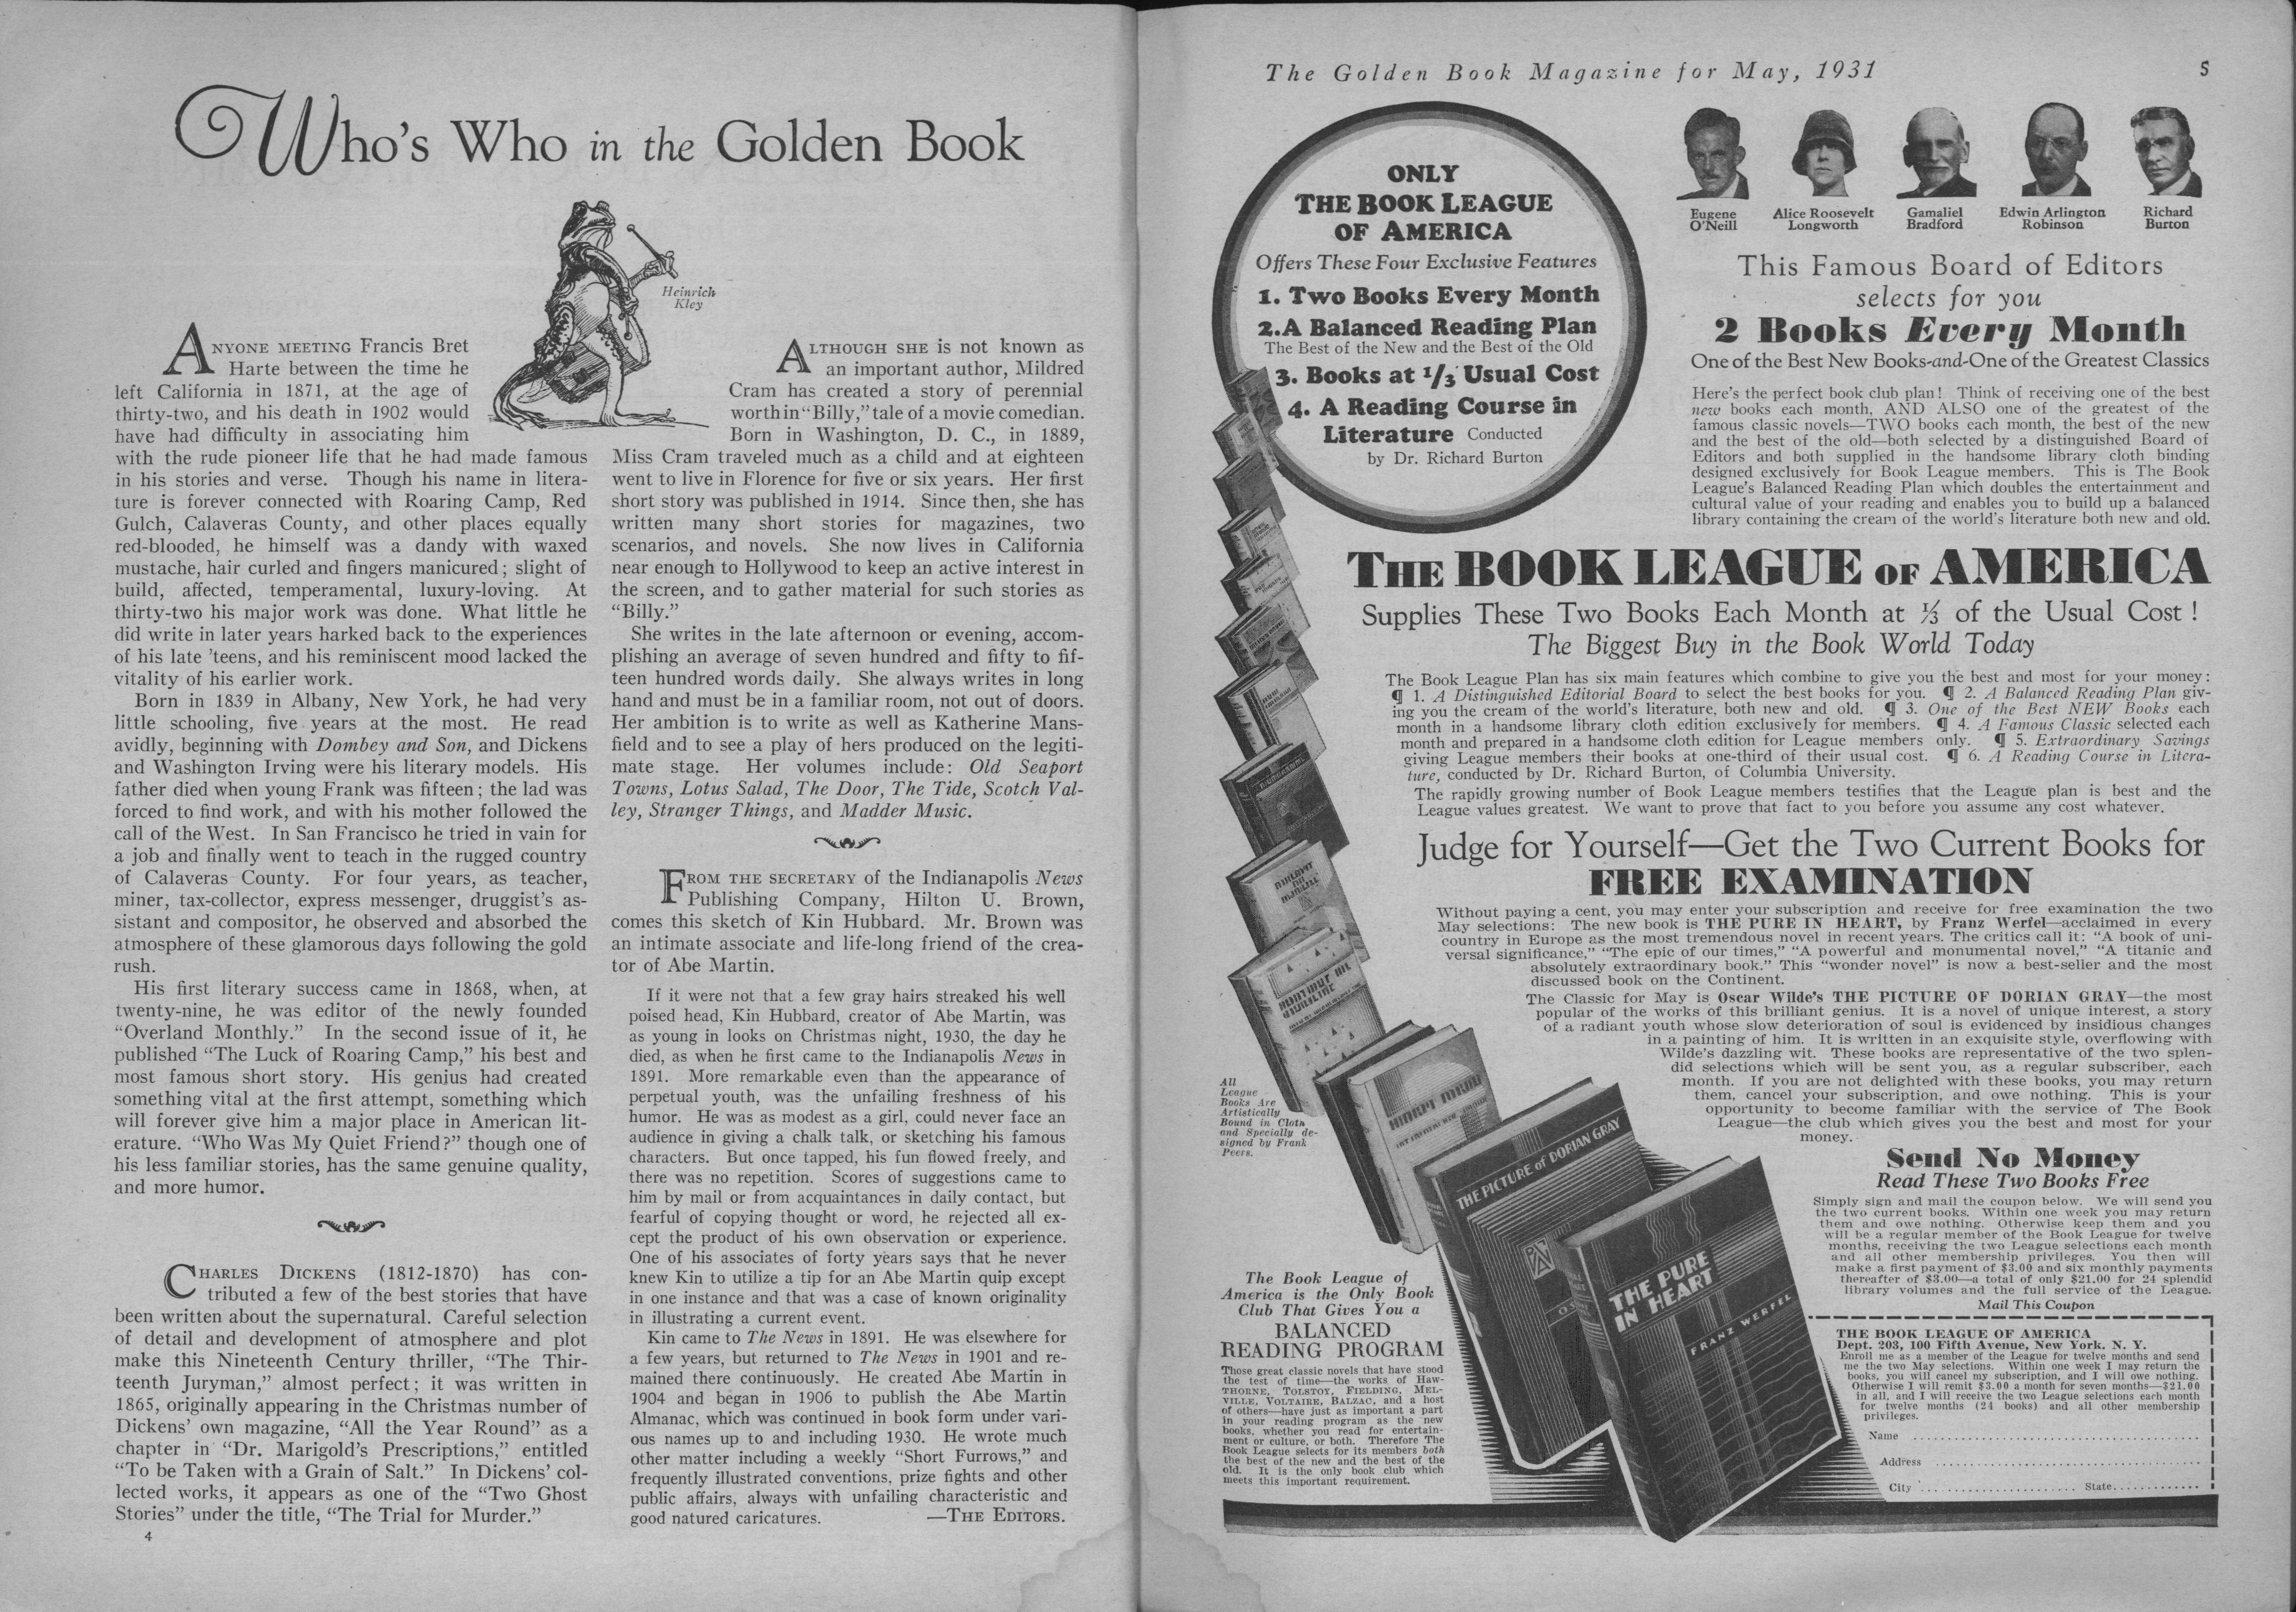 Who's Who in the Golden Book
Heinrich
Kley
ANYONE MEETING Francis Bret
Harte between the time he
left California in 1871, at the age of
thirty-two, and his death in 1902 would
have had difficulty in associating him
with the rude pioneer life that he had made famous
in his stories and verse. Though his name in litera-
ture is forever connected with Roaring Camp, Red
Gulch, Calaveras County, and other places equally
red-blooded, he himself was a dandy with waxed
mustache, hair curled and fingers manicured; slight of
build, affected, temperamental, luxury-loving. At
thirty-two his major work was done. What little he
did write in later years harked back to the experiences
of his late 'teens, and his reminiscent mood lacked the
vitality of his earlier work.
Born in 1839 in Albany, New York, he had very
little schooling, five years at the most. He read
avidly, beginning with Dombey and Son, and Dickens
and Washington Irving were his literary models. His
father died when young Frank was fifteen; the lad was
forced to find work, and with his mother followed the
call of the West. In San Francisco he tried in vain for
a job and finally went to teach in the rugged country
of Calaveras County. For four years, as teacher,
miner, tax-collector, express messenger, druggist's as-
sistant and compositor, he observed and absorbed the
atmosphere of these glamorous days following the gold
rush.
His first literary success came in 1868, when, at
twenty-nine, he was editor of the newly founded
"Overland Monthly." In the second issue of it, he
published "The Luck of Roaring Camp," his best and
most famous short story. His genius had created
something vital at the first attempt, something which
will forever give him a major place in American lit-
erature. "Who Was My Quiet Friend?" though one of
his less familiar stories, has the same genuine quality,
and more humor.
CHARLES DICKENS (1812-1870) has con-
tributed a few of the best stories that have
been written about the supernatural. Careful selection
of detail and development of atmosphere and plot
make this Nineteenth Century thriller, "The Thir-
teenth Juryman," almost perfect; it was written in
1865, originally appearing in the Christmas number of
Dickens' own magazine, "All the Year Round" as a
chapter in "Dr. Marigold's Prescriptions," entitled
"To be Taken with a Grain of Salt." In Dickens' col-
lected works, it appears as one of the "Two Ghost
Stories" under the title, "The Trial for Murder."
4
ALTHOUGH SHE is not known as
an important author, Mildred
Cram has created a story of perennial
worth in "Billy," tale of a movie comedian.
Born in Washington, D. C., in 1889,
Miss Cram traveled much as a child and at eighteen
went to live in Florence for five or six years. Her first
short story was published in 1914. Since then, she has
written many short stories for magazines, two
scenarios, and novels. She now lives in California
near enough to Hollywood to keep an active interest in
the screen, and to gather material for such stories as
"Billy."
She writes in the late afternoon or evening, accom-
plishing an average of seven hundred and fifty to fif-
teen hundred words daily. She always writes in long
hand and must be in a familiar room, not out of doors.
Her ambition is to write as well as Katherine Mans-
field and to see a play of hers produced on the legiti-
mate stage. Her volumes include: Old Seaport
Towns, Lotus Salad, The Door, The Tide, Scotch Val-
ley, Stranger Things, and Madder Music.
FROM THE SECRETARY of the Indianapolis News
Publishing Company, Hilton U. Brown,
comes this sketch of Kin Hubbard. Mr. Brown was
an intimate associate and life-long friend of the crea-
tor of Abe Martin.
If it were not that a few gray hairs streaked his well
poised head, Kin Hubbard, creator of Abe Martin, was
as young in looks on Christmas night, 1930, the day he
died, as when he first came to the Indianapolis News in
1891. More remarkable even than the appearance of
perpetual youth, was the unfailing freshness of his
humor. He was as modest as a girl, could never face an
audience in giving a chalk talk, or sketching his famous
characters. But once tapped, his fun flowed freely, and
there was no repetition. Scores of suggestions came to
him by mail or from acquaintances in daily contact, but
fearful of copying thought or word, he rejected all ex-
cept the product of his own observation or experience.
One of his associates of forty years says that he never
knew Kin to utilize a tip for an Abe Martin quip except
in one instance and that was a case of known originality
in illustrating a current event.
Kin came to The News in 1891. He was elsewhere for
a few years, but returned to The News in 1901 and re-
mained there continuously. He created Abe Martin in
1904 and began in 1906 to publish the Abe Martin
Almanac, which was continued in book form under vari-
ous names up to and including 1930. He wrote much
other matter including a weekly "Short Furrows," and
frequently illustrated conventions, prize fights and other
public affairs, always with unfailing characteristic and
good natured caricatures. —THE EDITORS.
The Golden Book Magazine for May, 1931
5
ONLY
THE BOOK LEAGUE
OF AMERICA
Offers These Four Exclusive Features
1. Two Books Every Month
2. A Balanced Reading Plan
The Best of the New and the Best of the Old
3. Books at 1/3 Usual Cost
4. A Reading Course in
Literature Conducted
by Dr. Richard Burton
Eugene
O'Neill
Alice Roosevelt
Longworth
Gamaliel
Bradford
Edwin Arlington
Robinson
Richard
Burton
This Famous Board of Editors
selects for you
2 Books Every Month
One of the Best New Books-and-One of the Greatest Classics
Here's the perfect book club plan! Think of receiving one of the best
new books each month, AND ALSO one of the greatest of the
famous classic novels—TWO books each month, the best of the new
and the best of the old—both selected by a distinguished Board of
Editors and both supplied in the handsome library cloth binding
designed exclusively for Book League members. This is The Book
League's Balanced Reading Plan which doubles the entertainment and
cultural value of your reading and enables you to build up a balanced
library containing the cream of the world's literature both new and old.
THE BOOK LEAGUE OF AMERICA
Supplies These Two Books Each Month at 1/3 of the Usual Cost!
The Biggest Buy in the Book World Today
The Book League Plan has six main features which combine to give you the best and most for your money:
¶ 1. A Distinguished Editorial Board to select the best books for you. ¶ 2. A Balanced Reading Plan giv-
ing you the cream of the world's literature, both new and old. ¶ 3. One of the Best NEW Books each
month in a handsome library cloth edition exclusively for members. ¶ 4. A Famous Classic selected each
month and prepared in a handsome cloth edition for League members only. ¶ 5. Extraordinary Savings
giving League members their books at one-third of their usual cost. ¶ 6. A Reading Course in Litera-
ture, conducted by Dr. Richard Burton, of Columbia University.
The rapidly growing number of Book League members testifies that the League plan is best and the
League values greatest. We want to prove that fact to you before you assume any cost whatever.
Judge for Yourself—Get the Two Current Books for
FREE EXAMINATION
Without paying a cent, you may enter your subscription and receive for free examination the two
May selections: The new book is THE PURE IN HEART, by Franz Werfel—acclaimed in every
country in Europe as the most tremendous novel in recent years. The critics call it: "A book of uni-
versal significance," "The epic of our times," "A powerful and monumental novel," "A titanic and
absolutely extraordinary book." This "wonder novel" is now a best-seller and the most
discussed book on the Continent.
The Classic for May is Oscar Wilde's THE PICTURE OF DORIAN GRAY—the most
popular of the works of this brilliant genius. It is a novel of unique interest, a story
of a radiant youth whose slow deterioration of soul is evidenced by insidious changes
in a painting of him. It is written in an exquisite style, overflowing with
Wilde's dazzling wit. These books are representative of the two splen-
did selections which will be sent you, as a regular subscriber, each
month. If you are not delighted with these books, you may return
them, cancel your subscription, and owe nothing. This is your
opportunity to become familiar with the service of The Book
League—the club which gives you the best and most for your
money.
All
League
Books Are
Artistically
Bound in Cloth
and Specially de-
signed by Frank
Peers.
THE PICTURE of DORIAN GRAY
THE PURE
IN HEART
FRANZ WERFEL
Send No Money
Read These Two Books Free
Simply sign and mail the coupon below. We will send you
the two current books. Within one week you may return
them and owe nothing. Otherwise keep them and you
will be a regular member of the Book League for twelve
months, receiving the two League selections each month
and all other membership privileges. You then will
make a first payment of $3.00 and six monthly payments
thereafter of $3.00—a total of only $21.00 for 24 splendid
library volumes and the full service of the League.
Mail This Coupon
The Book League of
America is the Only Book
Club That Gives You a
BALANCED
READING PROGRAM
Those great classic novels that have stood
the test of time—the works of HAW-
THORNE, TOLSTOY, FIELDING, MEL-
VILLE, VOLTAIRE, BALZAC, and a host
of others—have just as important a part
in your reading program as the new
books, whether you read for entertain-
ment or culture, or both. Therefore The
Book League selects for its members both
the best of the new and the best of the
old. It is the only book club which
meets this important requirement.
THE BOOK LEAGUE OF AMERICA
Dept. 203, 100 Fifth Avenue, New York, N. Y.
Enroll me as a member of the League for twelve months and send
me the two May selections. Within one week I may return the
books, you will cancel my subscription, and I will owe nothing.
Otherwise I will remit $3.00 a month for seven months—$21.00
in all, and I will receive the two League selections each month
for twelve months (24 books) and all other membership
privileges.
Name
Address
City State